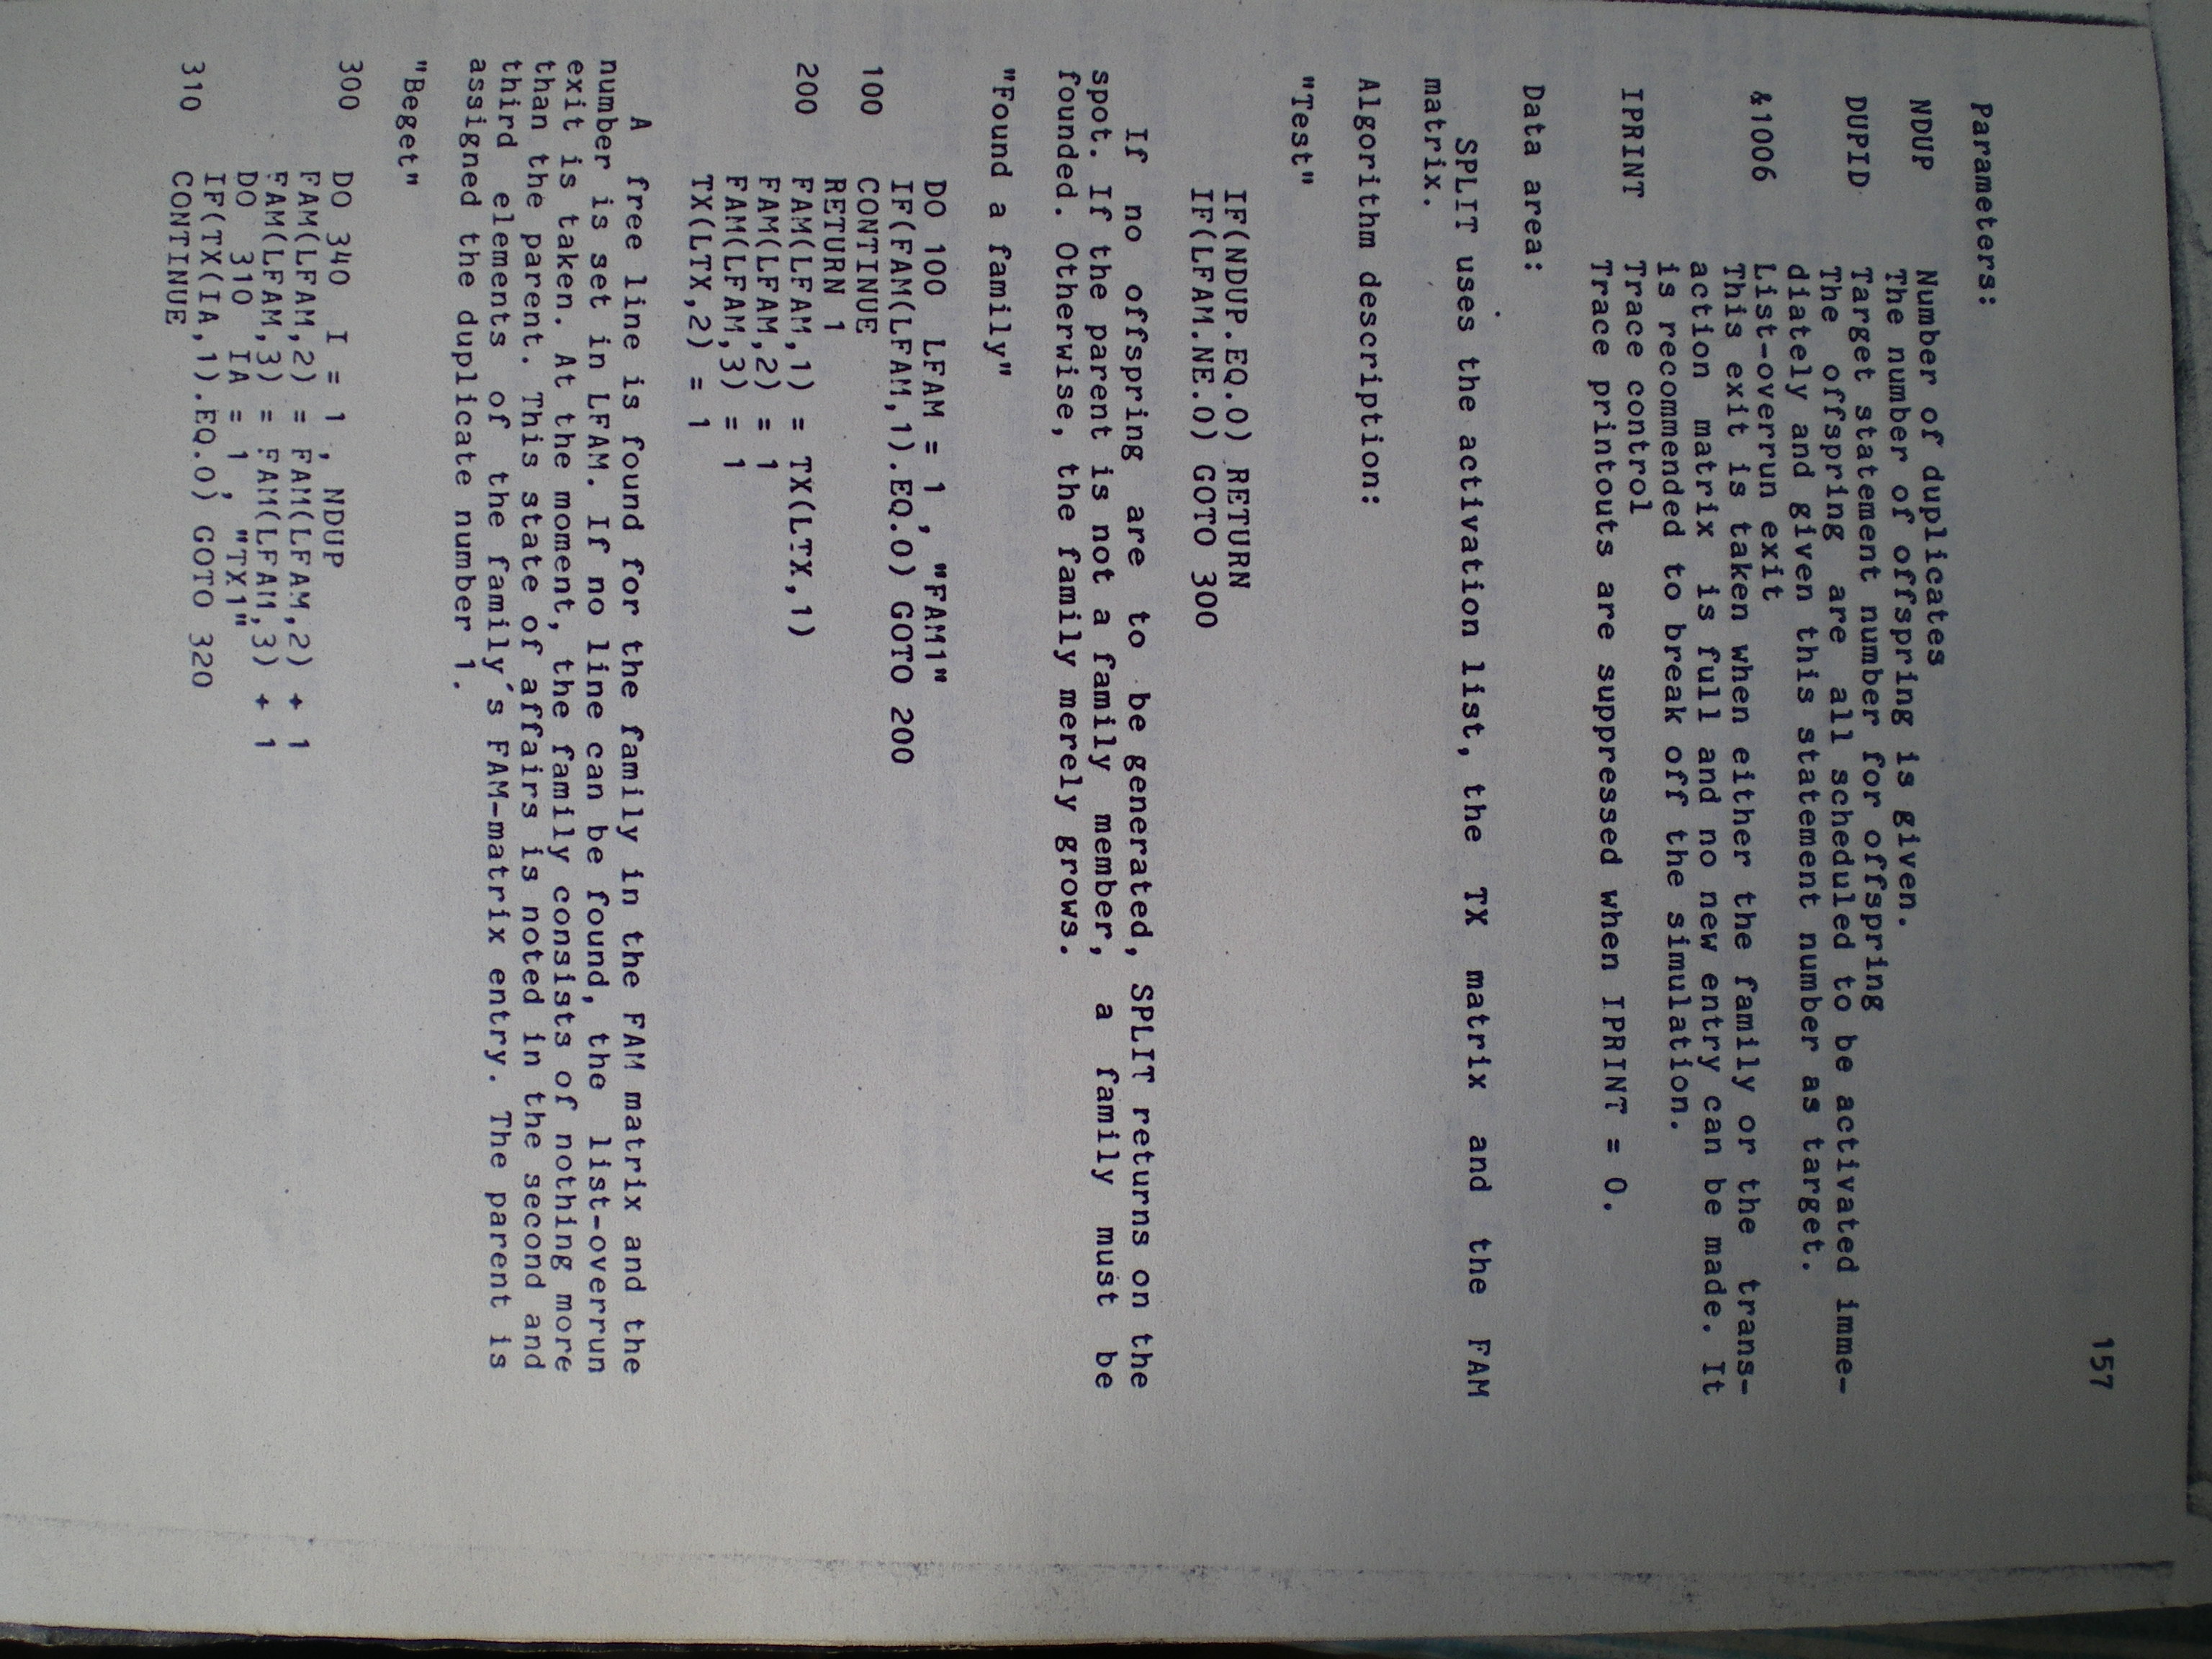 157
Parameters:
NDUP Number of duplicates
The number of offspring is given.
DUPID Target statement number for offspring
The offspring are all scheduled to be activated imme-
diately and given this statement number as target.
&1006 List-overrun exit
This exit is taken when either the family or the trans-
action matrix is full and no new entry can be made. It
is recommended to break off the simulation.
IPRINT Trace control
Trace printouts are suppressed when IPRINT = 0.
Data area:
SPLIT uses the activation list, the TX matrix and the FAM
matrix.
Algorithm description:
"Test"
IF(NDUP.EQ.0) RETURN
IF(LFAM.NE.0) GOTO 300
If no offspring are to be generated, SPLIT returns on the
spot. If the parent is not a family member, a family must be
founded. Otherwise, the family merely grows.
"Found a family"
DO 100 LFAM = 1 , "FAM1"
IF(FAM(LFAM,1).EQ.0) GOTO 200
100 CONTINUE
RETURN 1
200 FAM(LFAM,1) = TX(LTX,1)
FAM(LFAM,2) = 1
FAM(LFAM,3) = 1
TX(LTX,2) = 1
A free line is found for the family in the FAM matrix and the
number is set in LFAM. If no line can be found, the list-overrun
exit is taken. At the moment, the family consists of nothing more
than the parent. This state of affairs is noted in the second and
third elements of the family's FAM-matrix entry. The parent is
assigned the duplicate number 1.
"Beget"
300 DO 340 I = 1 , NDUP
FAM(LFAM,2) = FAM(LFAM,2) + 1
FAM(LFAM,3) = FAM(LFAM,3) + 1
DO 310 IA = 1 , "TX1"
IF(TX(IA,1).EQ.0) GOTO 320
310 CONTINUE